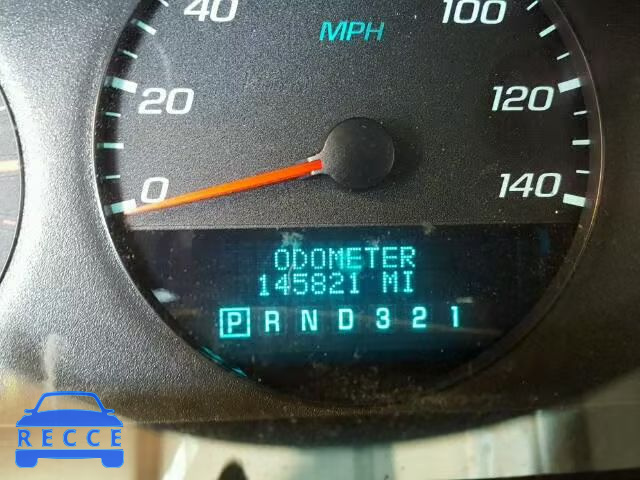 40
100
MPH
20
120
0
140
ODOMETER
145821 MI
P R N D 3 2 1
RECCE